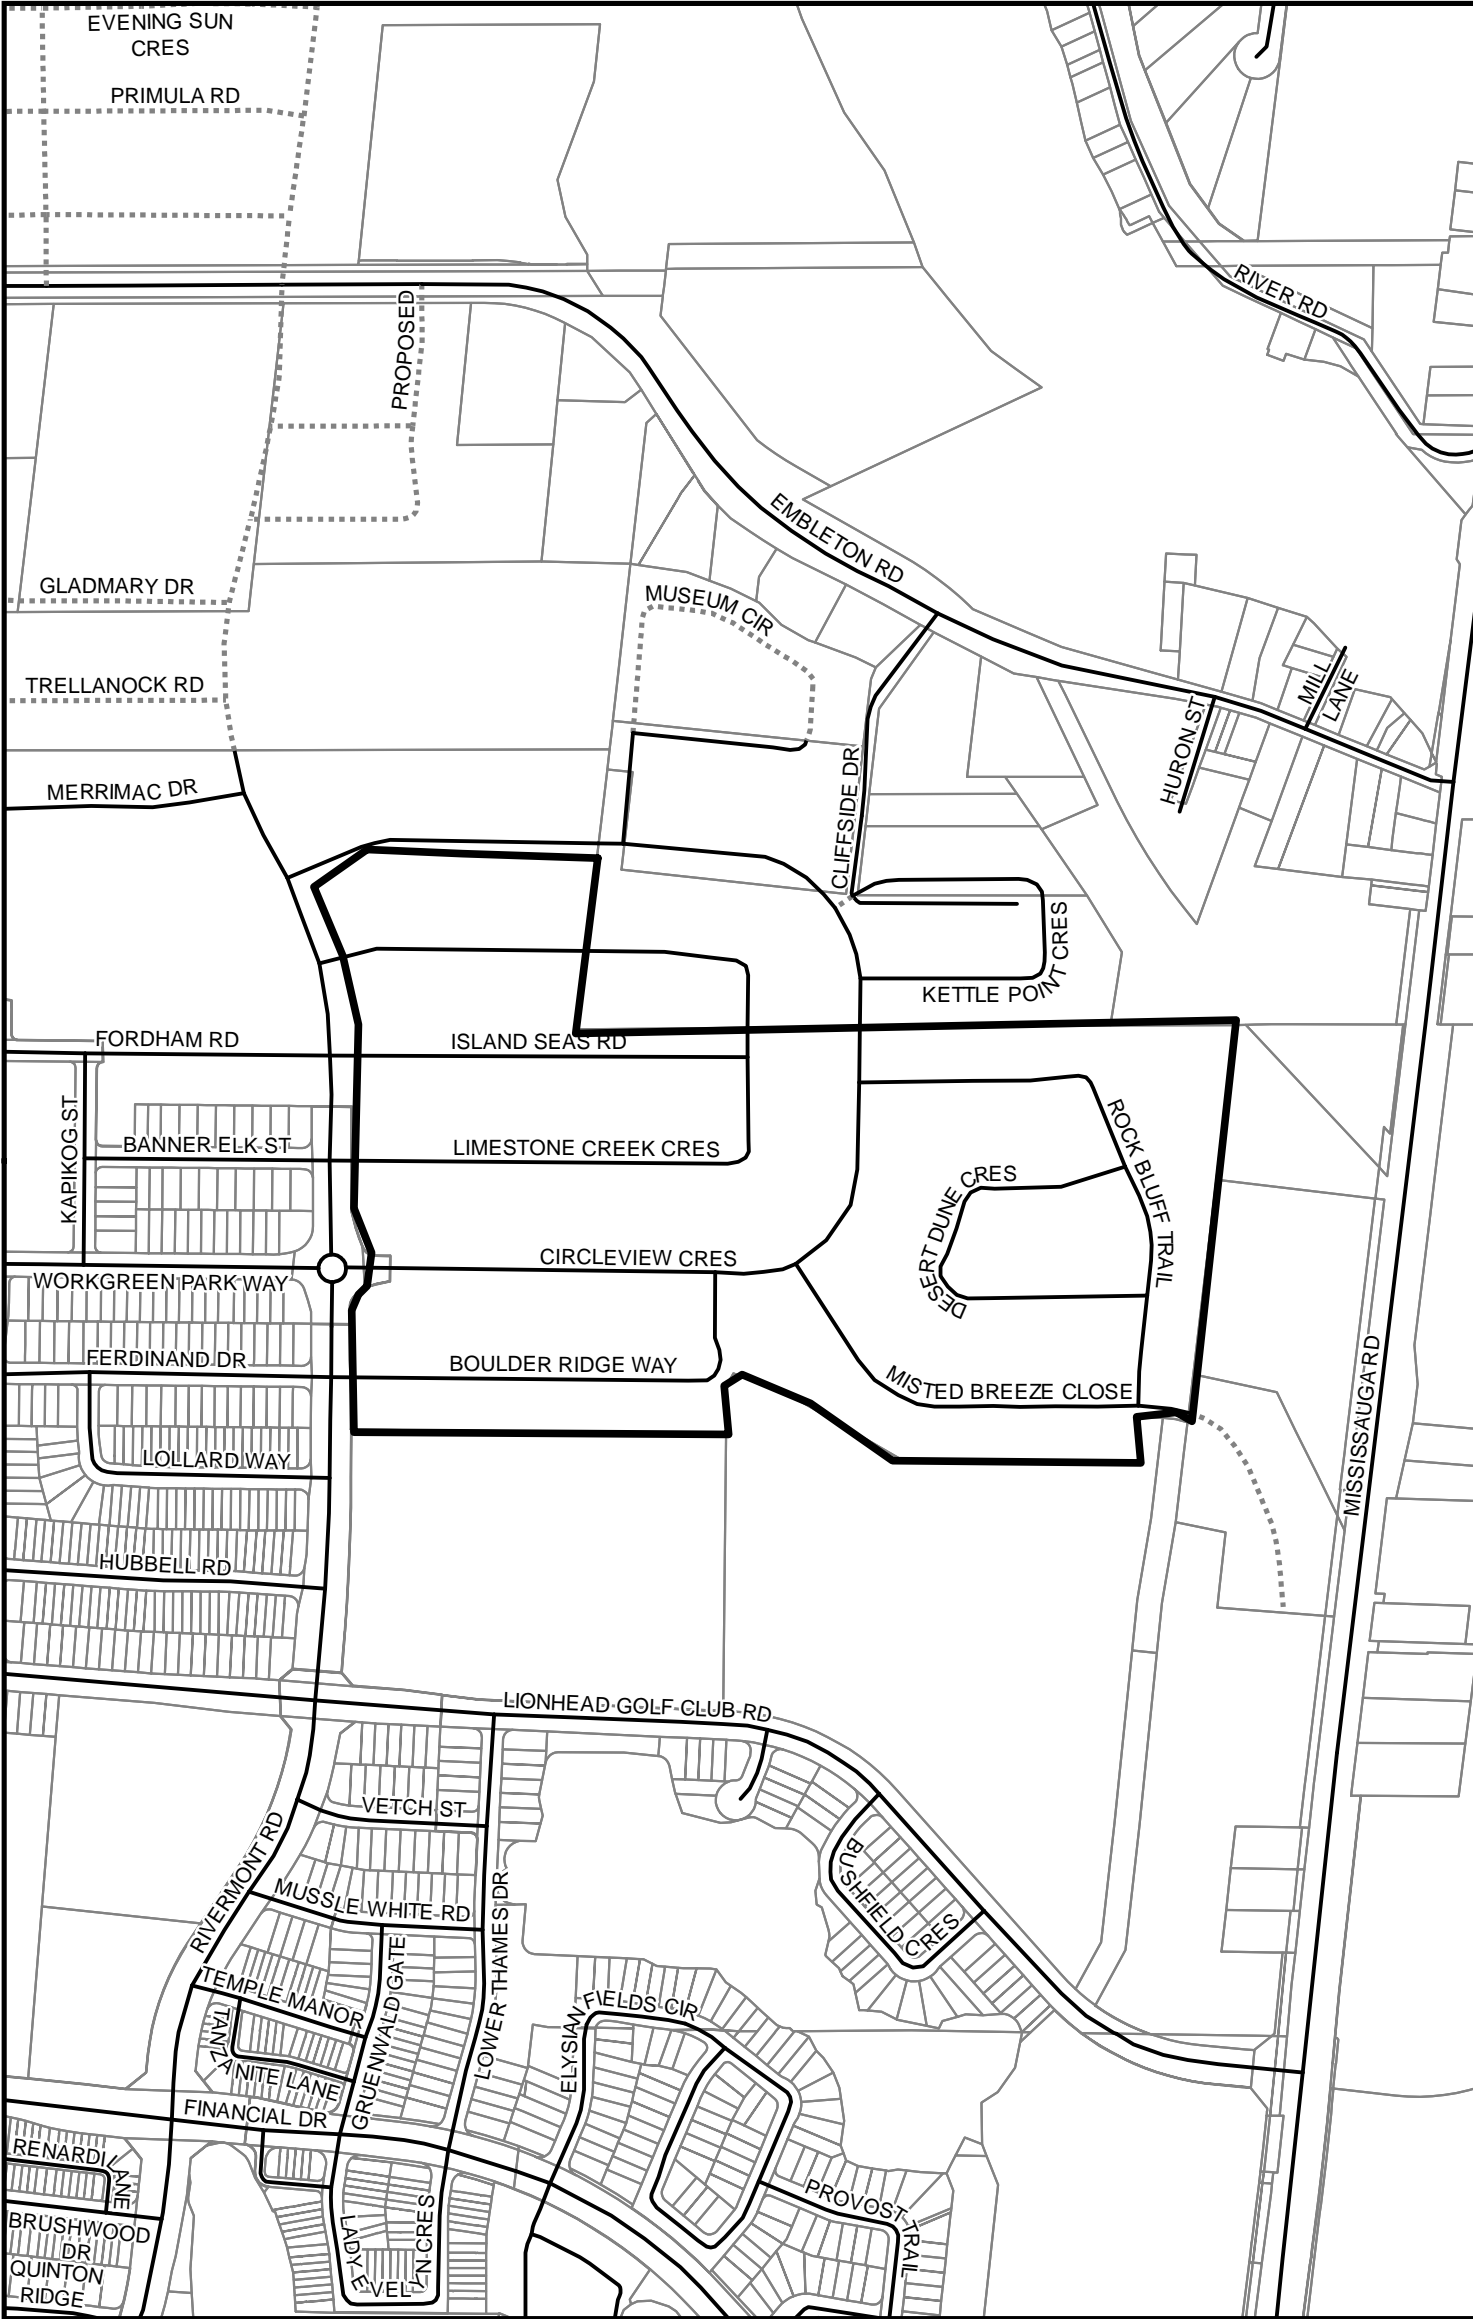 EVENING SUN
CRES
PRIMULA RD
RIVER RD
PROPOSED
EMBLETON RD
GLADMARY DR
MUSEUM CIR
TRELLANOCK RD
MILL
LANE
HURON ST
MERRIMAC DR
CLIFFSIDE DR
KETTLE POINT CRES
FORDHAM RD
ISLAND SEAS RD
KAPIKOG ST
BANNER ELK ST
LIMESTONE CREEK CRES
ROCK BLUFF TRAIL
DESERT DUNE CRES
CIRCLEVIEW CRES
WORKGREEN PARK WAY
FERDINAND DR
BOULDER RIDGE WAY
MISTED BREEZE CLOSE
MISSISSAUGA RD
LOLLARD WAY
HUBBELL RD
LIONHEAD GOLF CLUB RD
VETCH ST
RIVERMONT RD
BUSHFIELD CRES
MUSSLE WHITE RD
LOWER THAMES DR
GRUENWALD GATE
TEMPLE MANOR
TANZANITE LANE
ELYSIAN FIELDS CIR
FINANCIAL DR
RENARDI LANE
PROVOST TRAIL
BRUSHWOOD
DR
LADY EVELYN CRES
QUINTON
RIDGE